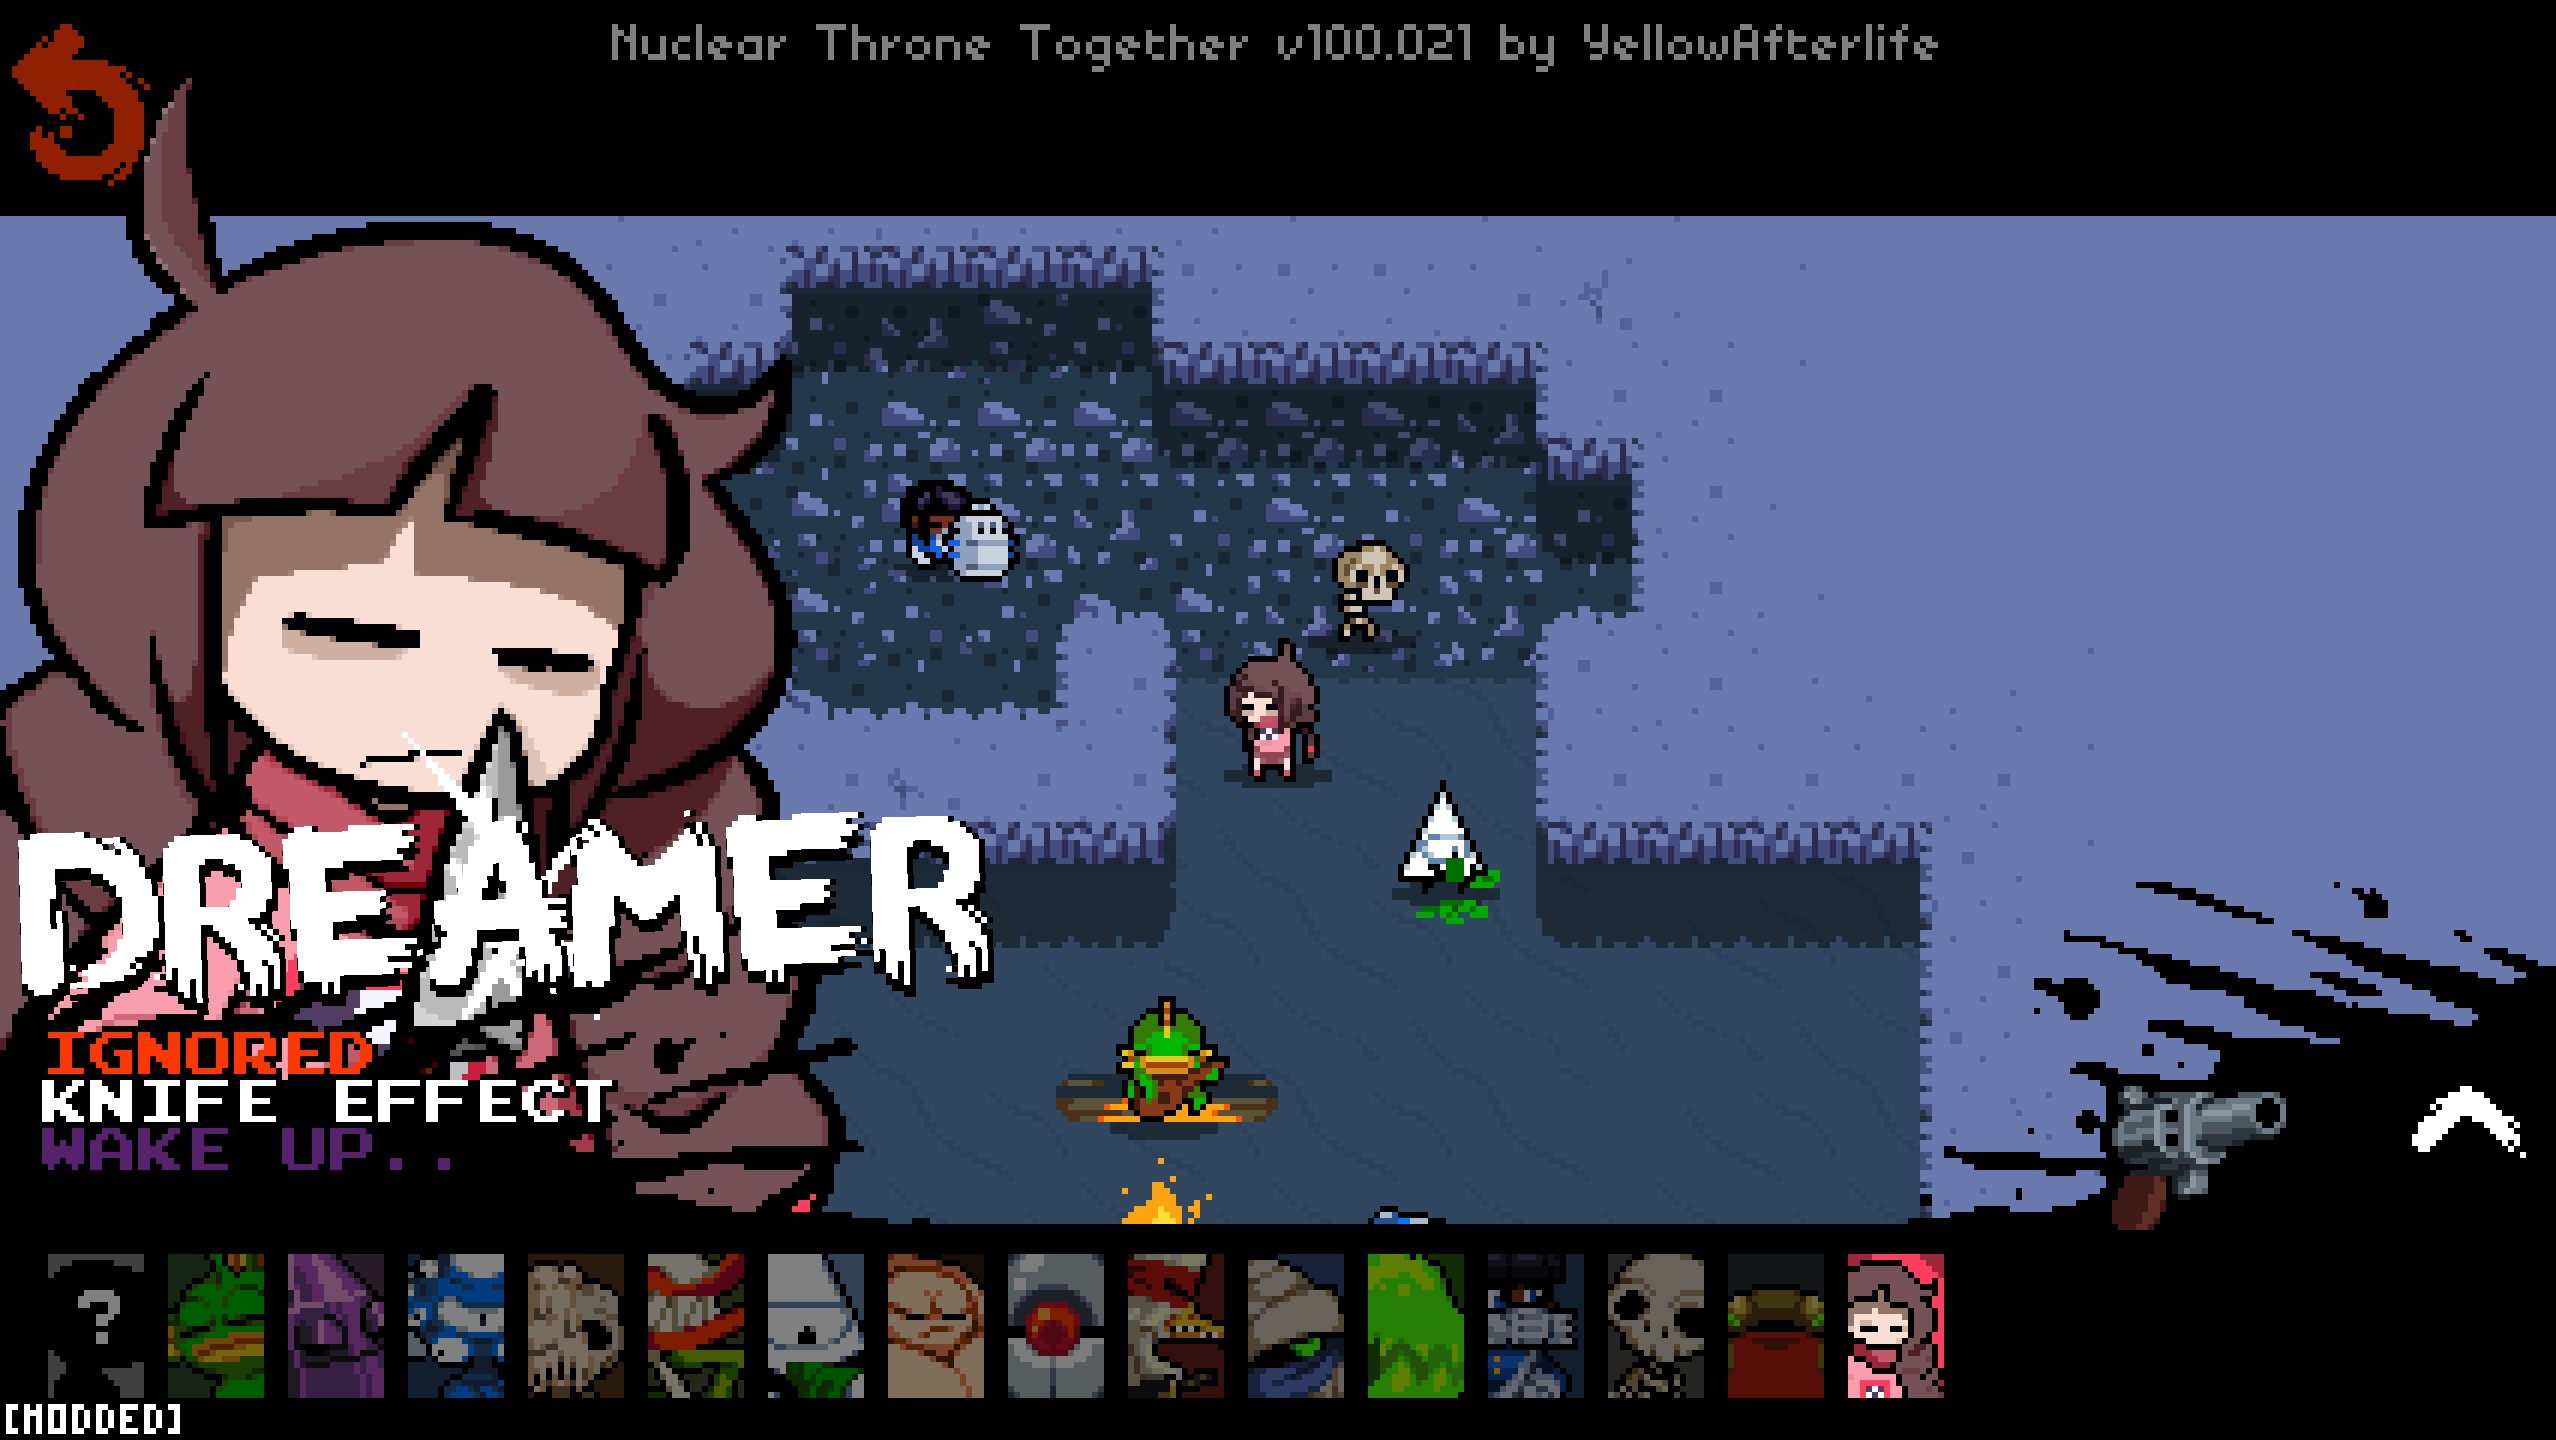 Nuclear Throne Together v100.021 by YellowAfterlife
DREAMER
IGNORED
KNIFE EFFECT
WAKE UP..
?
[MODDED]